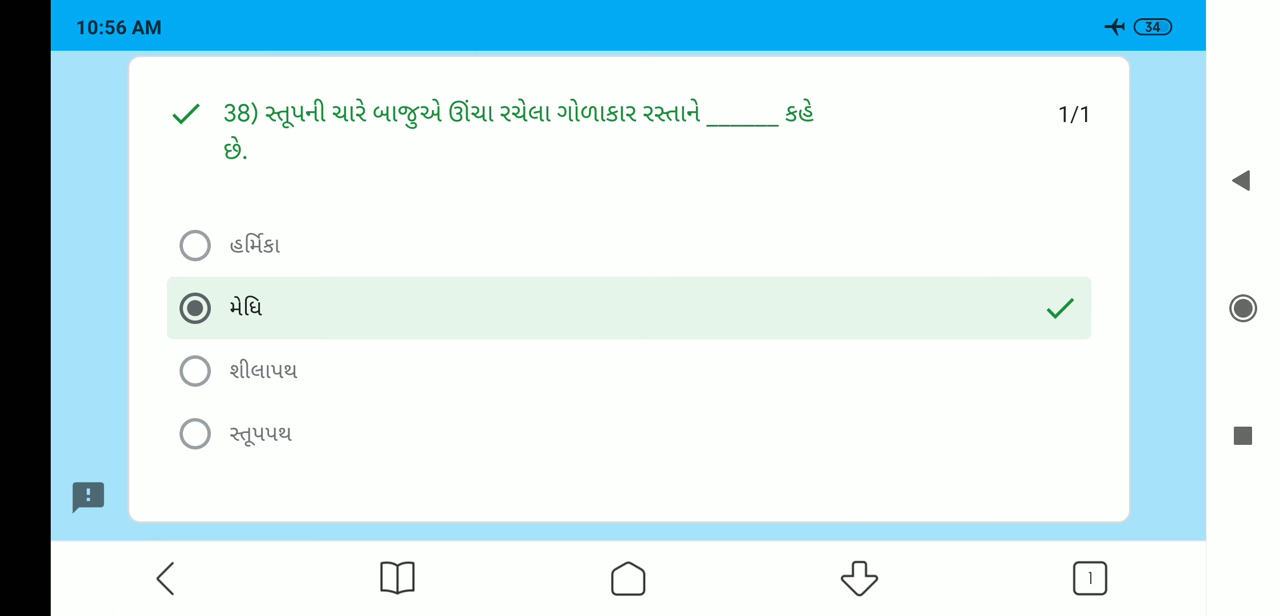 10:56 AM
34
38) સ્તૂપની ચારે બાજુએ ઊંચા રચેલા ગોળાકાર રસ્તાને ______ કહે
છે.
1/1
હર્મિકા
મેધિ
શીલાપથ
સ્તૂપપથ
1